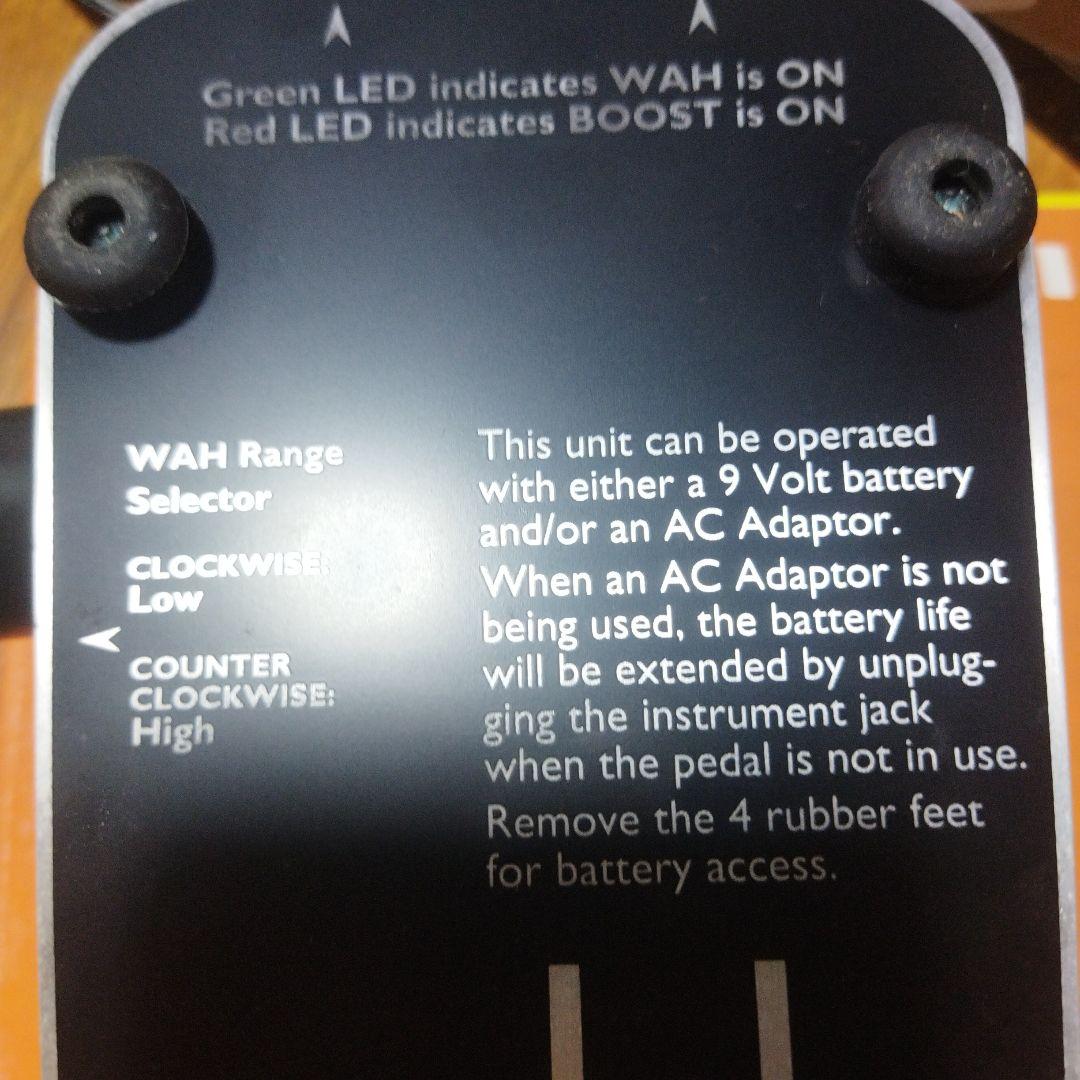 Green LED indicates WAH is ON
Red LED indicates BOOST is ON
WAH Range
Selector
CLOCKWISE:
Low
COUNTER
CLOCKWISE:
High
This unit can be operated
with either a 9 Volt battery
and/or an AC Adaptor.
When an AC Adaptor is not
being used, the battery life
will be extended by unplug-
ging the instrument jack
when the pedal is not in use.
Remove the 4 rubber feet
for battery access.